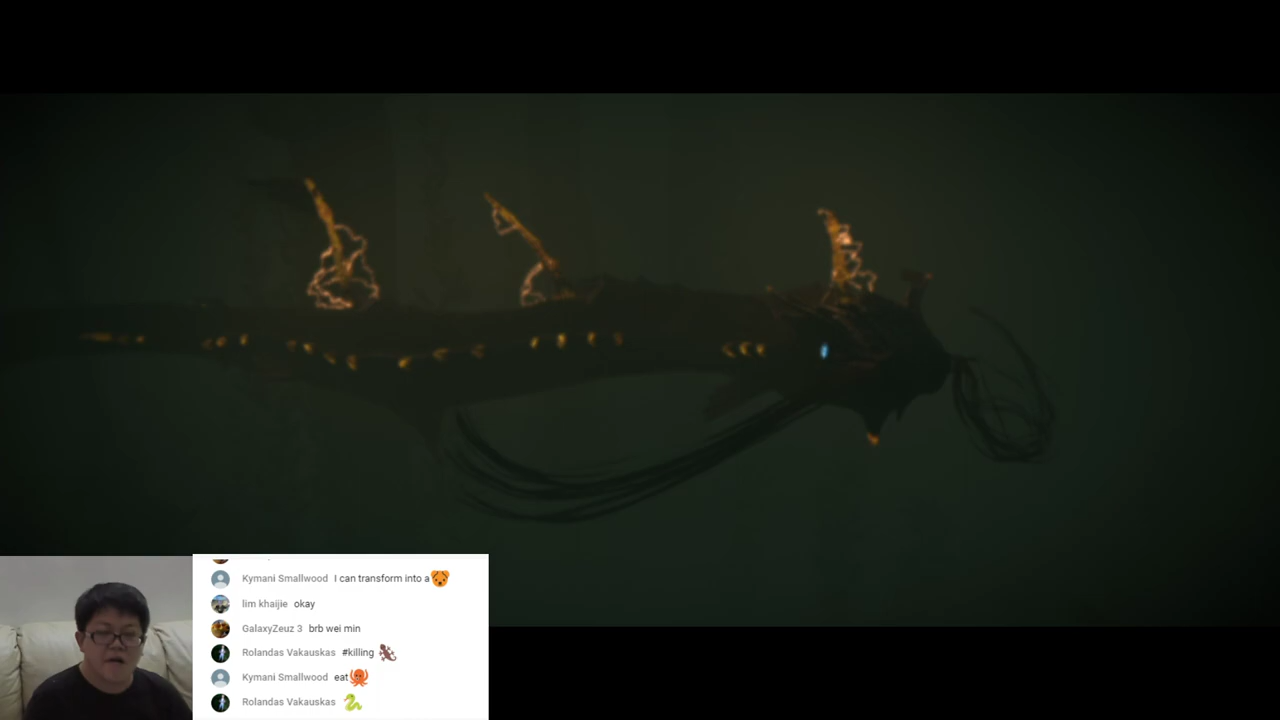 Kymani Smallwood I can transform into a
lim khaijie okay
GalaxyZeuz 3 brb wei min
Rolandas Vakauskas #killing
Kymani Smallwood eat
Rolandas Vakauskas